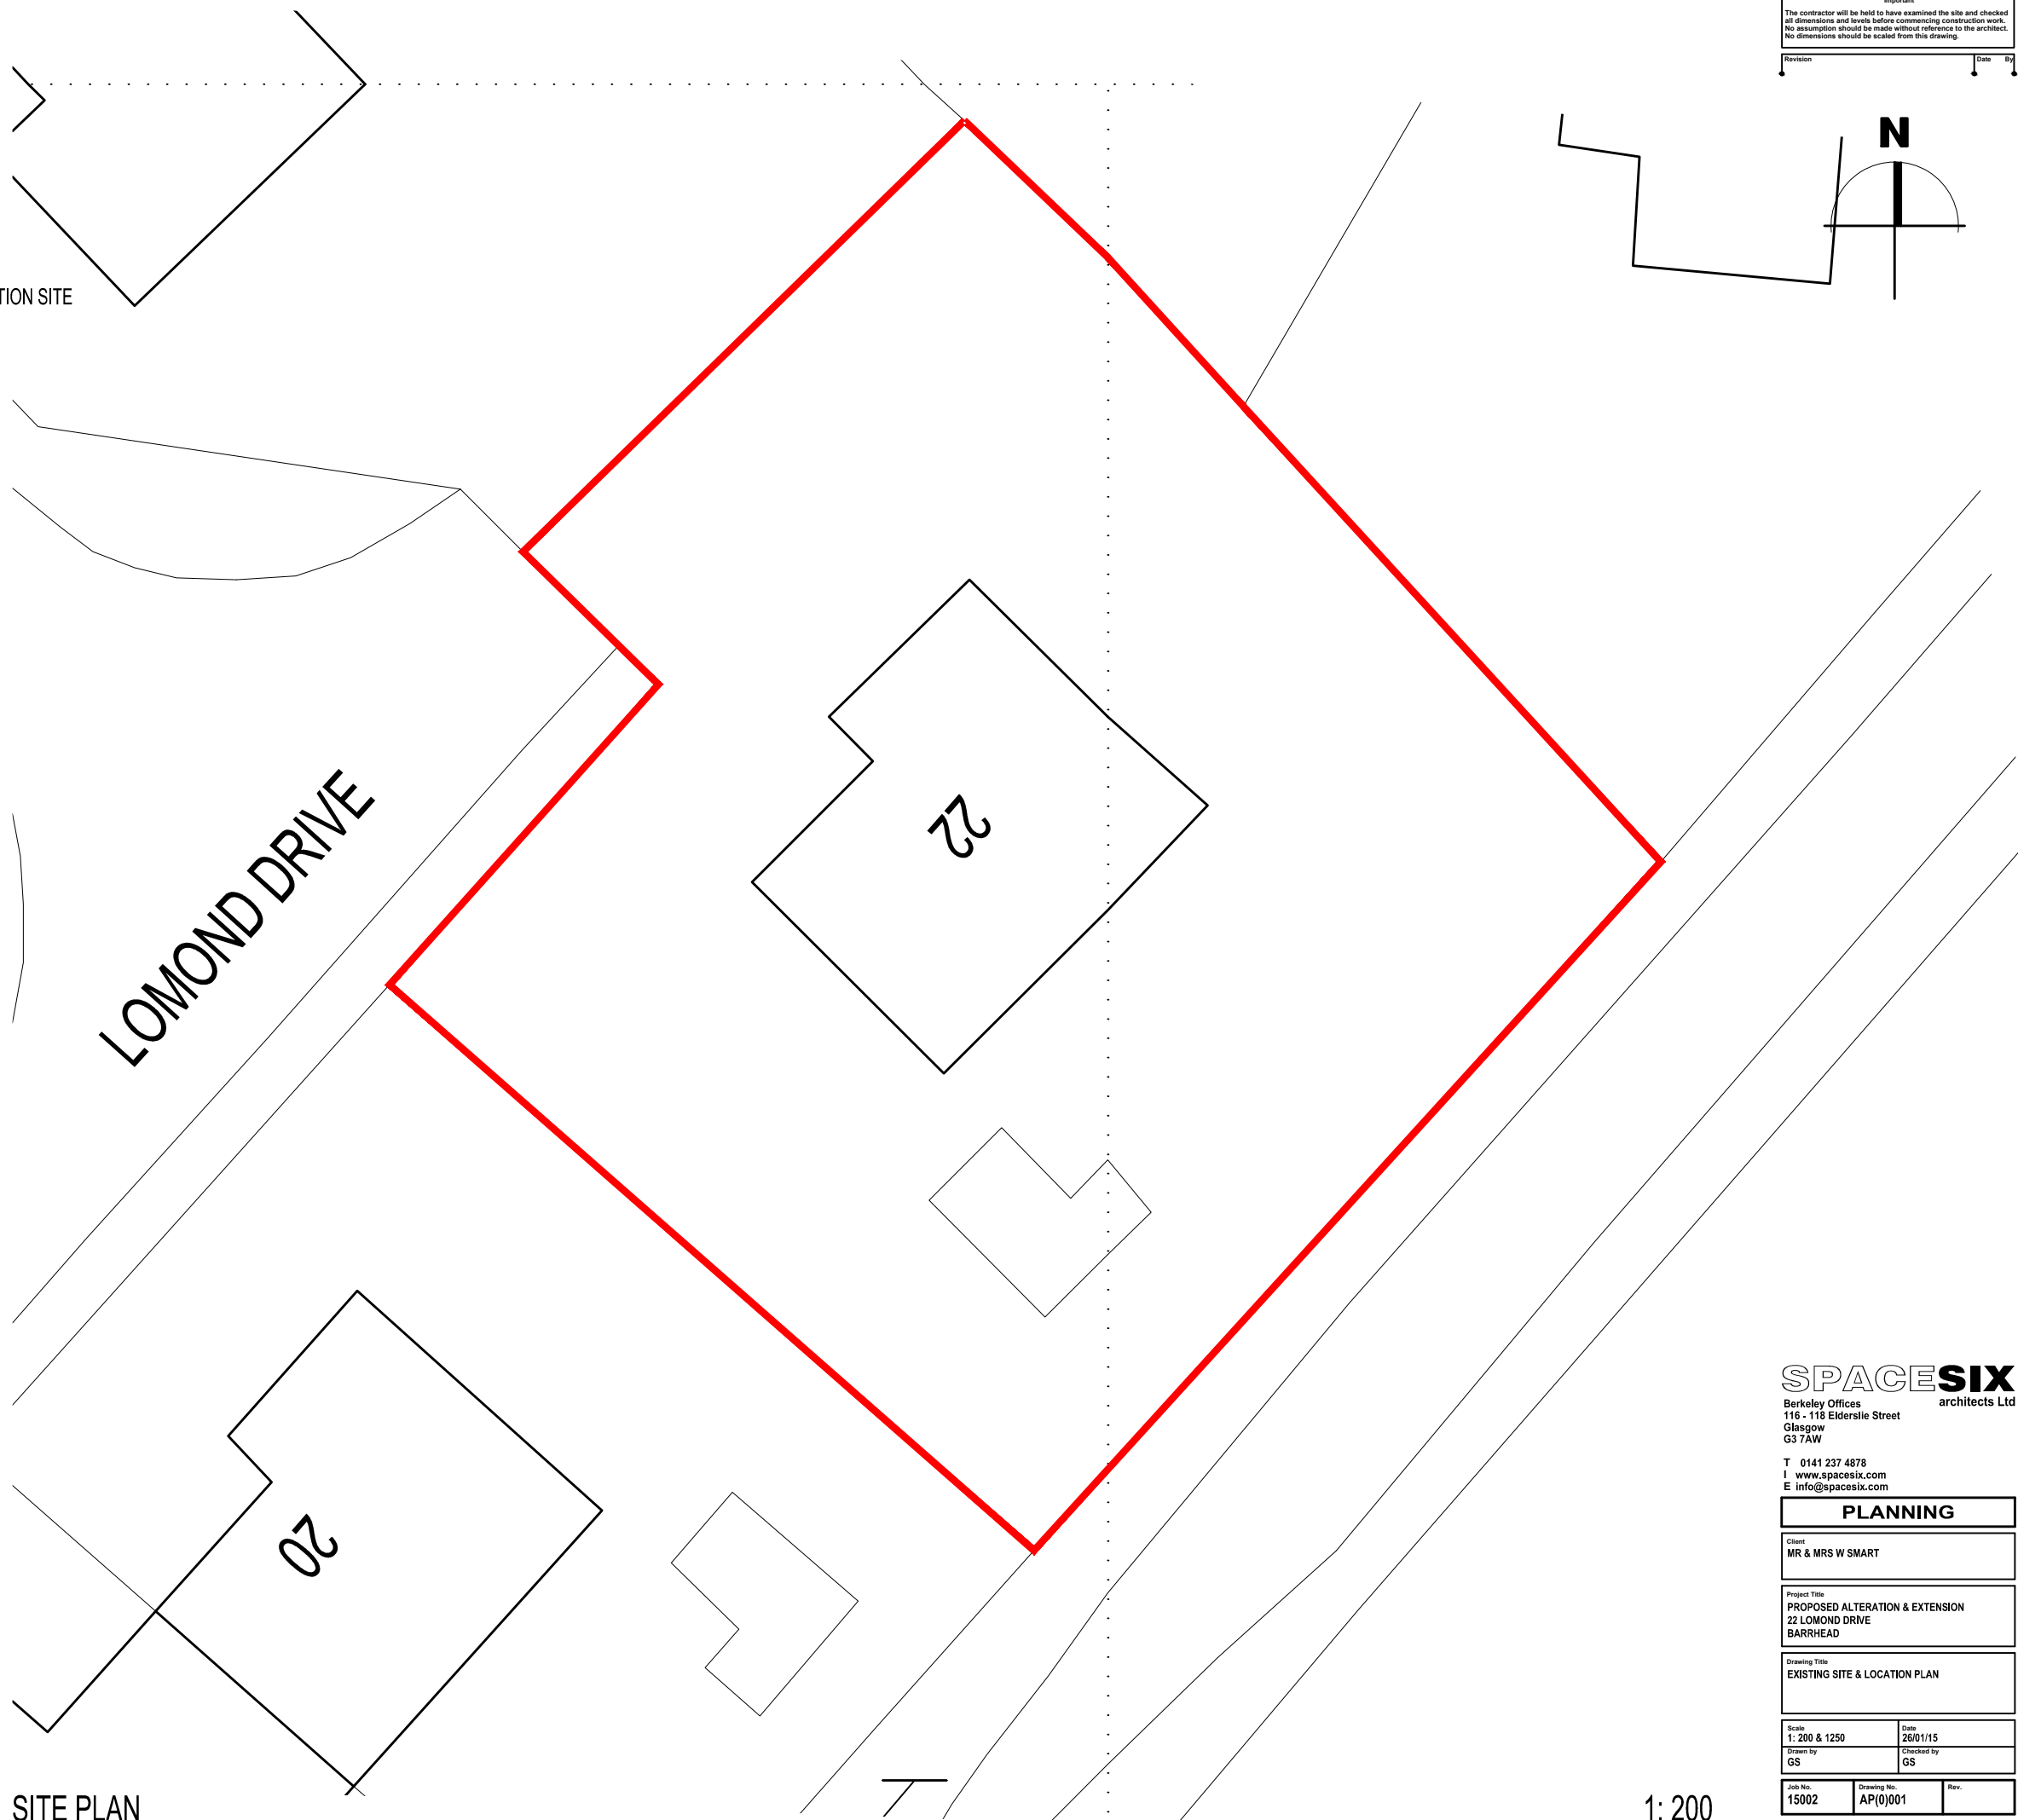 Important
The contractor will be held to have examined the site and checked
all dimensions and levels before commencing construction work.
No assumption should be made without reference to the architect.
No dimensions should be scaled from this drawing.
Revision Date By
N
TION SITE
22
LOMOND DRIVE
20
SPACESIX
architects Ltd
Berkeley Offices
116 - 118 Elderslie Street
Glasgow
G3 7AW
T 0141 237 4878
I www.spacesix.com
E info@spacesix.com
PLANNING
Client
MR & MRS W SMART
Project Title
PROPOSED ALTERATION & EXTENSION
22 LOMOND DRIVE
BARRHEAD
Drawing Title
EXISTING SITE & LOCATION PLAN
Scale Date
1: 200 & 1250 26/01/15
Drawn by Checked by
GS GS
Job No. Drawing No. Rev.
15002 AP(0)001
SITE PLAN
1: 200